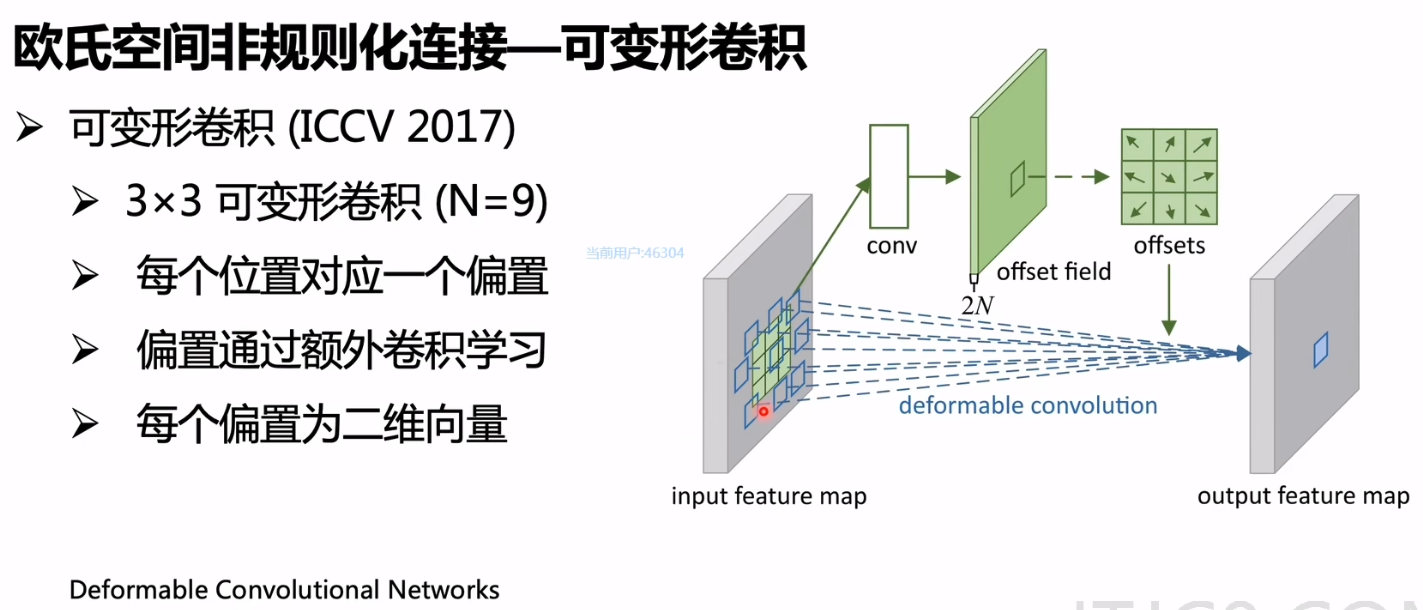 欧氏空间非规则化连接—可变形卷积
➢ 可变形卷积 (ICCV 2017)
➢ 3×3 可变形卷积 (N=9)
➢ 每个位置对应一个偏置
➢ 偏置通过额外卷积学习
➢ 每个偏置为二维向量
当前用户:46304
conv
offset field
2N
offsets
deformable convolution
input feature map
output feature map
Deformable Convolutional Networks